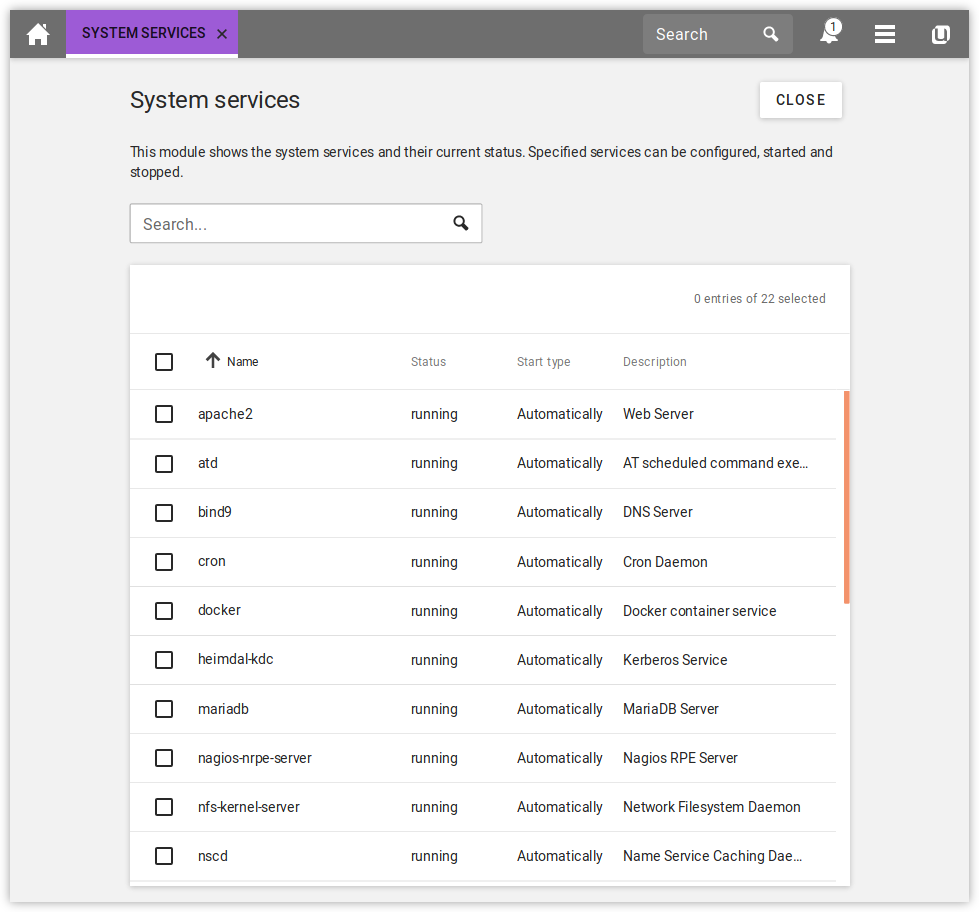 SYSTEM SERVICES
Search
1
System services
CLOSE
This module shows the system services and their current status. Specified services can be configured, started and
stopped.
Search...
0 entries of 22 selected
Name Status Start type Description
apache2 running Automatically Web Server
atd running Automatically AT scheduled command exe...
bind9 running Automatically DNS Server
cron running Automatically Cron Daemon
docker running Automatically Docker container service
heimdal-kdc running Automatically Kerberos Service
mariadb running Automatically MariaDB Server
nagios-nrpe-server running Automatically Nagios RPE Server
nfs-kernel-server running Automatically Network Filesystem Daemon
nscd running Automatically Name Service Caching Dae...